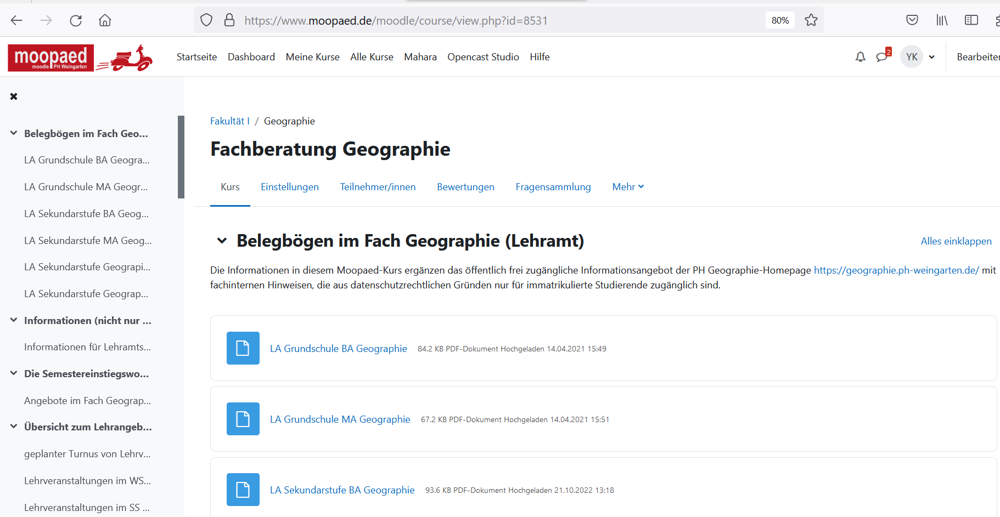 https://www.moopaed.de/moodle/course/view.php?id=8531
80%
moopaed
moodle PH Weingarten
Startseite Dashboard Meine Kurse Alle Kurse Mahara Opencast Studio Hilfe
2
YK
Fakultät I / Geographie
Fachberatung Geographie
Kurs Einstellungen Teilnehmer/innen Bewertungen Fragensammlung Mehr
Belegbögen im Fach Geo...
LA Grundschule BA Geogra...
LA Grundschule MA Geogr...
LA Sekundarstufe BA Geog...
LA Sekundarstufe MA Geog...
LA Sekundarstufe Geograpi...
LA Sekundarstufe Geograp...
Informationen (nicht nur ...
Informationen für Lehramts...
Die Semestereinstiegswo...
Angebote im Fach Geograp...
Übersicht zum Lehrangeb...
geplanter Turnus von Lehrv...
Lehrveranstaltungen im WS...
Lehrveranstaltungen im SS ...
Belegbögen im Fach Geographie (Lehramt)
Alles einklappen
Die Informationen in diesem Moopaed-Kurs ergänzen das öffentlich frei zugängliche Informationsangebot der PH Geographie-Homepage https://geographie.ph-weingarten.de/ mit
fachinternen Hinweisen, die aus datenschutzrechtlichen Gründen nur für immatrikulierte Studierende zugänglich sind.
LA Grundschule BA Geographie 84.2 KB PDF-Dokument Hochgeladen 14.04.2021 15:49
LA Grundschule MA Geographie 67.2 KB PDF-Dokument Hochgeladen 14.04.2021 15:51
LA Sekundarstufe BA Geographie 93.6 KB PDF-Dokument Hochgeladen 21.10.2022 13:18